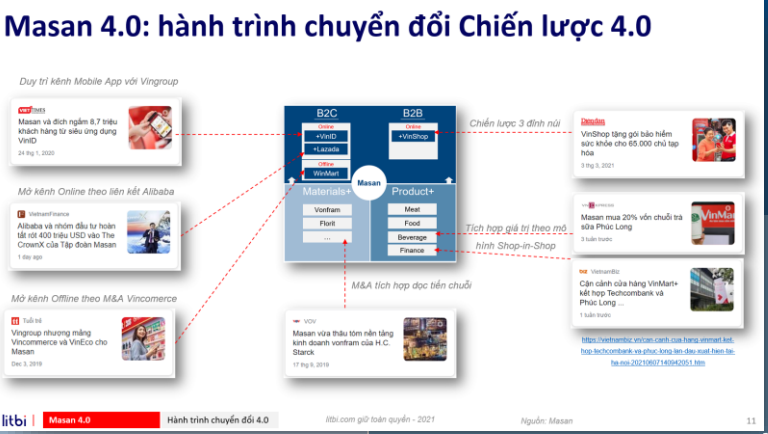 Masan 4.0: hành trình chuyển đổi Chiến lược 4.0
Duy trì kênh Mobile App với Vingroup
VIETTIMES
Masan và đích ngắm 8,7 triệu
khách hàng từ siêu ứng dụng
VinID
24 thg 1, 2020
Mở kênh Online theo liên kết Alibaba
VietnamFinance
Alibaba và nhóm đầu tư hoàn
tất rót 400 triệu USD vào The
CrownX của Tập đoàn Masan
1 day ago
Mở kênh Offline theo M&A Vincomerce
Tuổi trẻ
Vingroup nhượng mảng
Vincommerce và VinEco cho
Masan
Dec 3, 2019
B2C
Online
+VinID
+Lazada
Offline
WinMart
B2B
Online
+VinShop
Masan
Materials+
Vonfram
Florit
...
Product+
Meat
Food
Beverage
Finance
M&A tích hợp dọc tiền chuỗi
VOV
Masan vừa thâu tóm nền tảng
kinh doanh vonfram của H.C.
Starck
17 thg 9, 2019
Chiến lược 3 đỉnh núi
Dân Việt
VinShop tặng gói bảo hiểm
sức khỏe cho 65.000 chủ tạp
hóa
3 thg 3, 2021
Tích hợp giá trị theo mô
hình Shop-in-Shop
VNEXPRESS
Masan mua 20% vốn chuỗi trà
sữa Phúc Long
3 tuần trước
VinMar
VietnamBiz
Cận cảnh cửa hàng VinMart+
kết hợp Techcombank và
Phúc Long ...
1 tuần trước
https://vietnambiz.vn/can-canh-cua-hang-vinmart-ket-
hop-techcombank-va-phuc-long-lan-dau-xuat-hien-tai-
ha-noi-20210607140942051.htm
litbi
Masan 4.0
Hành trình chuyển đổi 4.0
litbi.com giữ toàn quyền - 2021
Nguồn: Masan
11